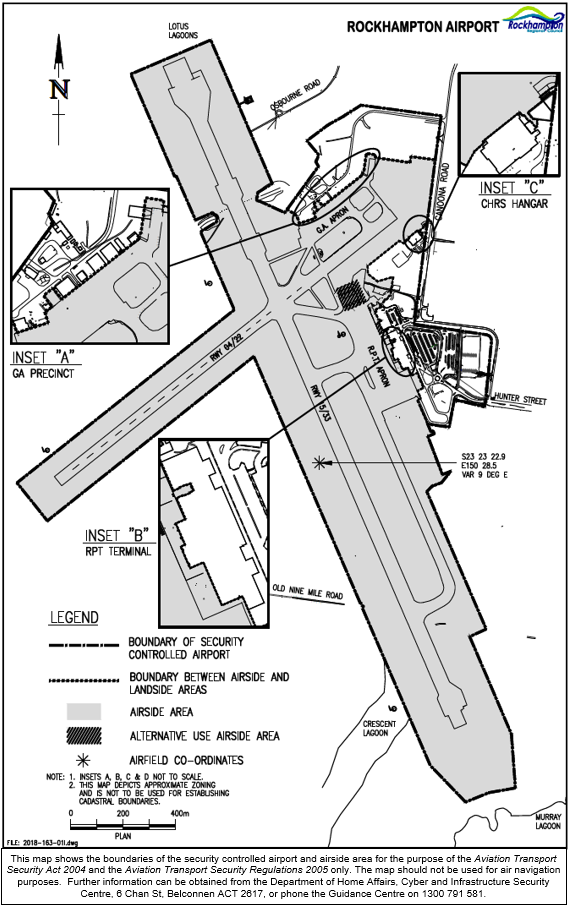 ROCKHAMPTON AIRPORT
Rockhampton
Regional Council
LOTUS
LAGOONS
N
OSBOURNE ROAD
CANOONA ROAD
INSET "C"
CHRS HANGAR
G.A. APRON
INSET "A"
GA PRECINCT
RWY 04/22
R.P.T. APRON
RWY 15/33
HUNTER STREET
S23 23 22.9
E150 28.5
VAR 9 DEG E
INSET "B"
RPT TERMINAL
OLD NINE MILE ROAD
LEGEND
BOUNDARY OF SECURITY
CONTROLLED AIRPORT
BOUNDARY BETWEEN AIRSIDE AND
LANDSIDE AREAS
AIRSIDE AREA
ALTERNATIVE USE AIRSIDE AREA
AIRFIELD CO-ORDINATES
CRESCENT
LAGOON
NOTE: 1. INSETS A, B, C & D NOT TO SCALE.
2. THIS MAP DEPICTS APPROXIMATE ZONING
AND IS NOT TO BE USED FOR ESTABLISHING
CADASTRAL BOUNDARIES.
0 200 400m
PLAN
MURRAY
LAGOON
FILE: 2018-163-01I.dwg
This map shows the boundaries of the security controlled airport and airside area for the purpose of the Aviation Transport
Security Act 2004 and the Aviation Transport Security Regulations 2005 only. The map should not be used for air navigation
purposes. Further information can be obtained from the Department of Home Affairs, Cyber and Infrastructure Security
Centre, 6 Chan St, Belconnen ACT 2617, or phone the Guidance Centre on 1300 791 581.